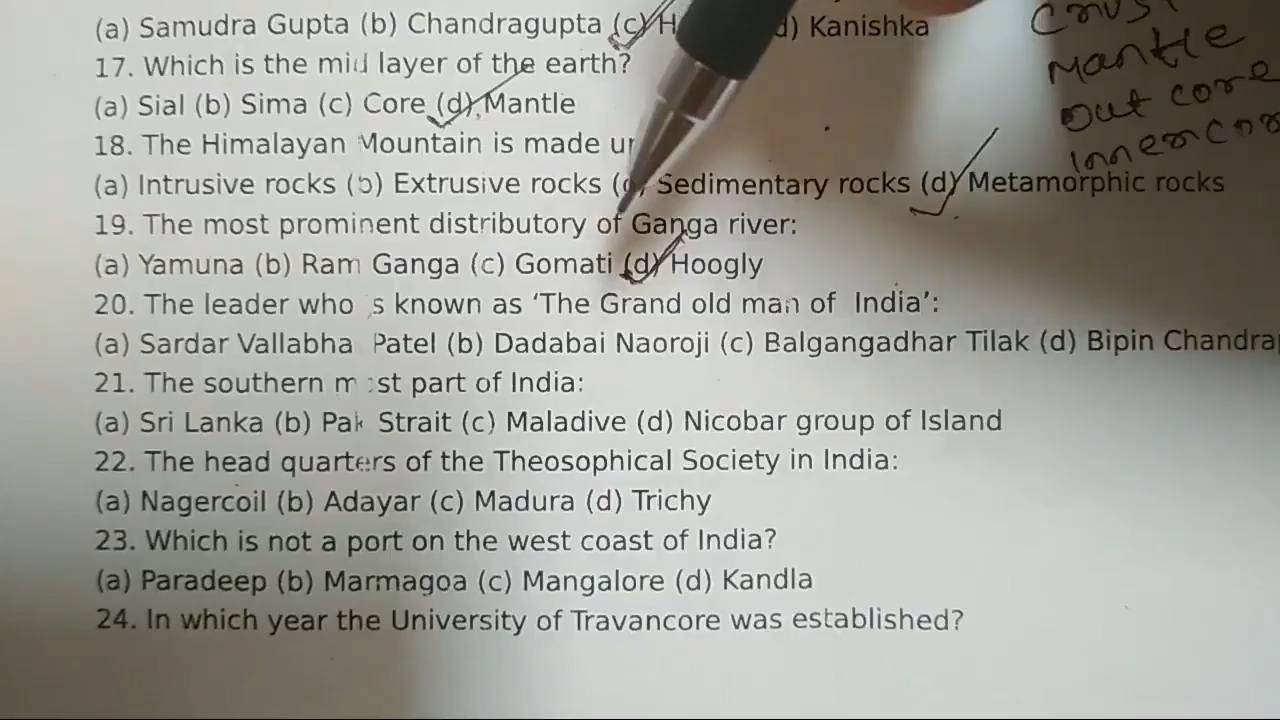 (a) Samudra Gupta (b) Chandragupta (c) H d) Kanishka
17. Which is the mid layer of the earth?
(a) Sial (b) Sima (c) Core (d) Mantle
18. The Himalayan Mountain is made
(a) Intrusive rocks (b) Extrusive rocks (c) Sedimentary rocks (d) Metamorphic rocks
19. The most prominent distributory of Ganga river:
(a) Yamuna (b) Ram Ganga (c) Gomati (d) Hoogly
20. The leader who s known as ‘The Grand old man of India’:
(a) Sardar Vallabha Patel (b) Dadabai Naoroji (c) Balgangadhar Tilak (d) Bipin Chandra
21. The southern m st part of India:
(a) Sri Lanka (b) Pak Strait (c) Maladive (d) Nicobar group of Island
22. The head quarters of the Theosophical Society in India:
(a) Nagercoil (b) Adayar (c) Madura (d) Trichy
23. Which is not a port on the west coast of India?
(a) Paradeep (b) Marmagoa (c) Mangalore (d) Kandla
24. In which year the University of Travancore was established?
Crus
Mantle
out core
Inner cor